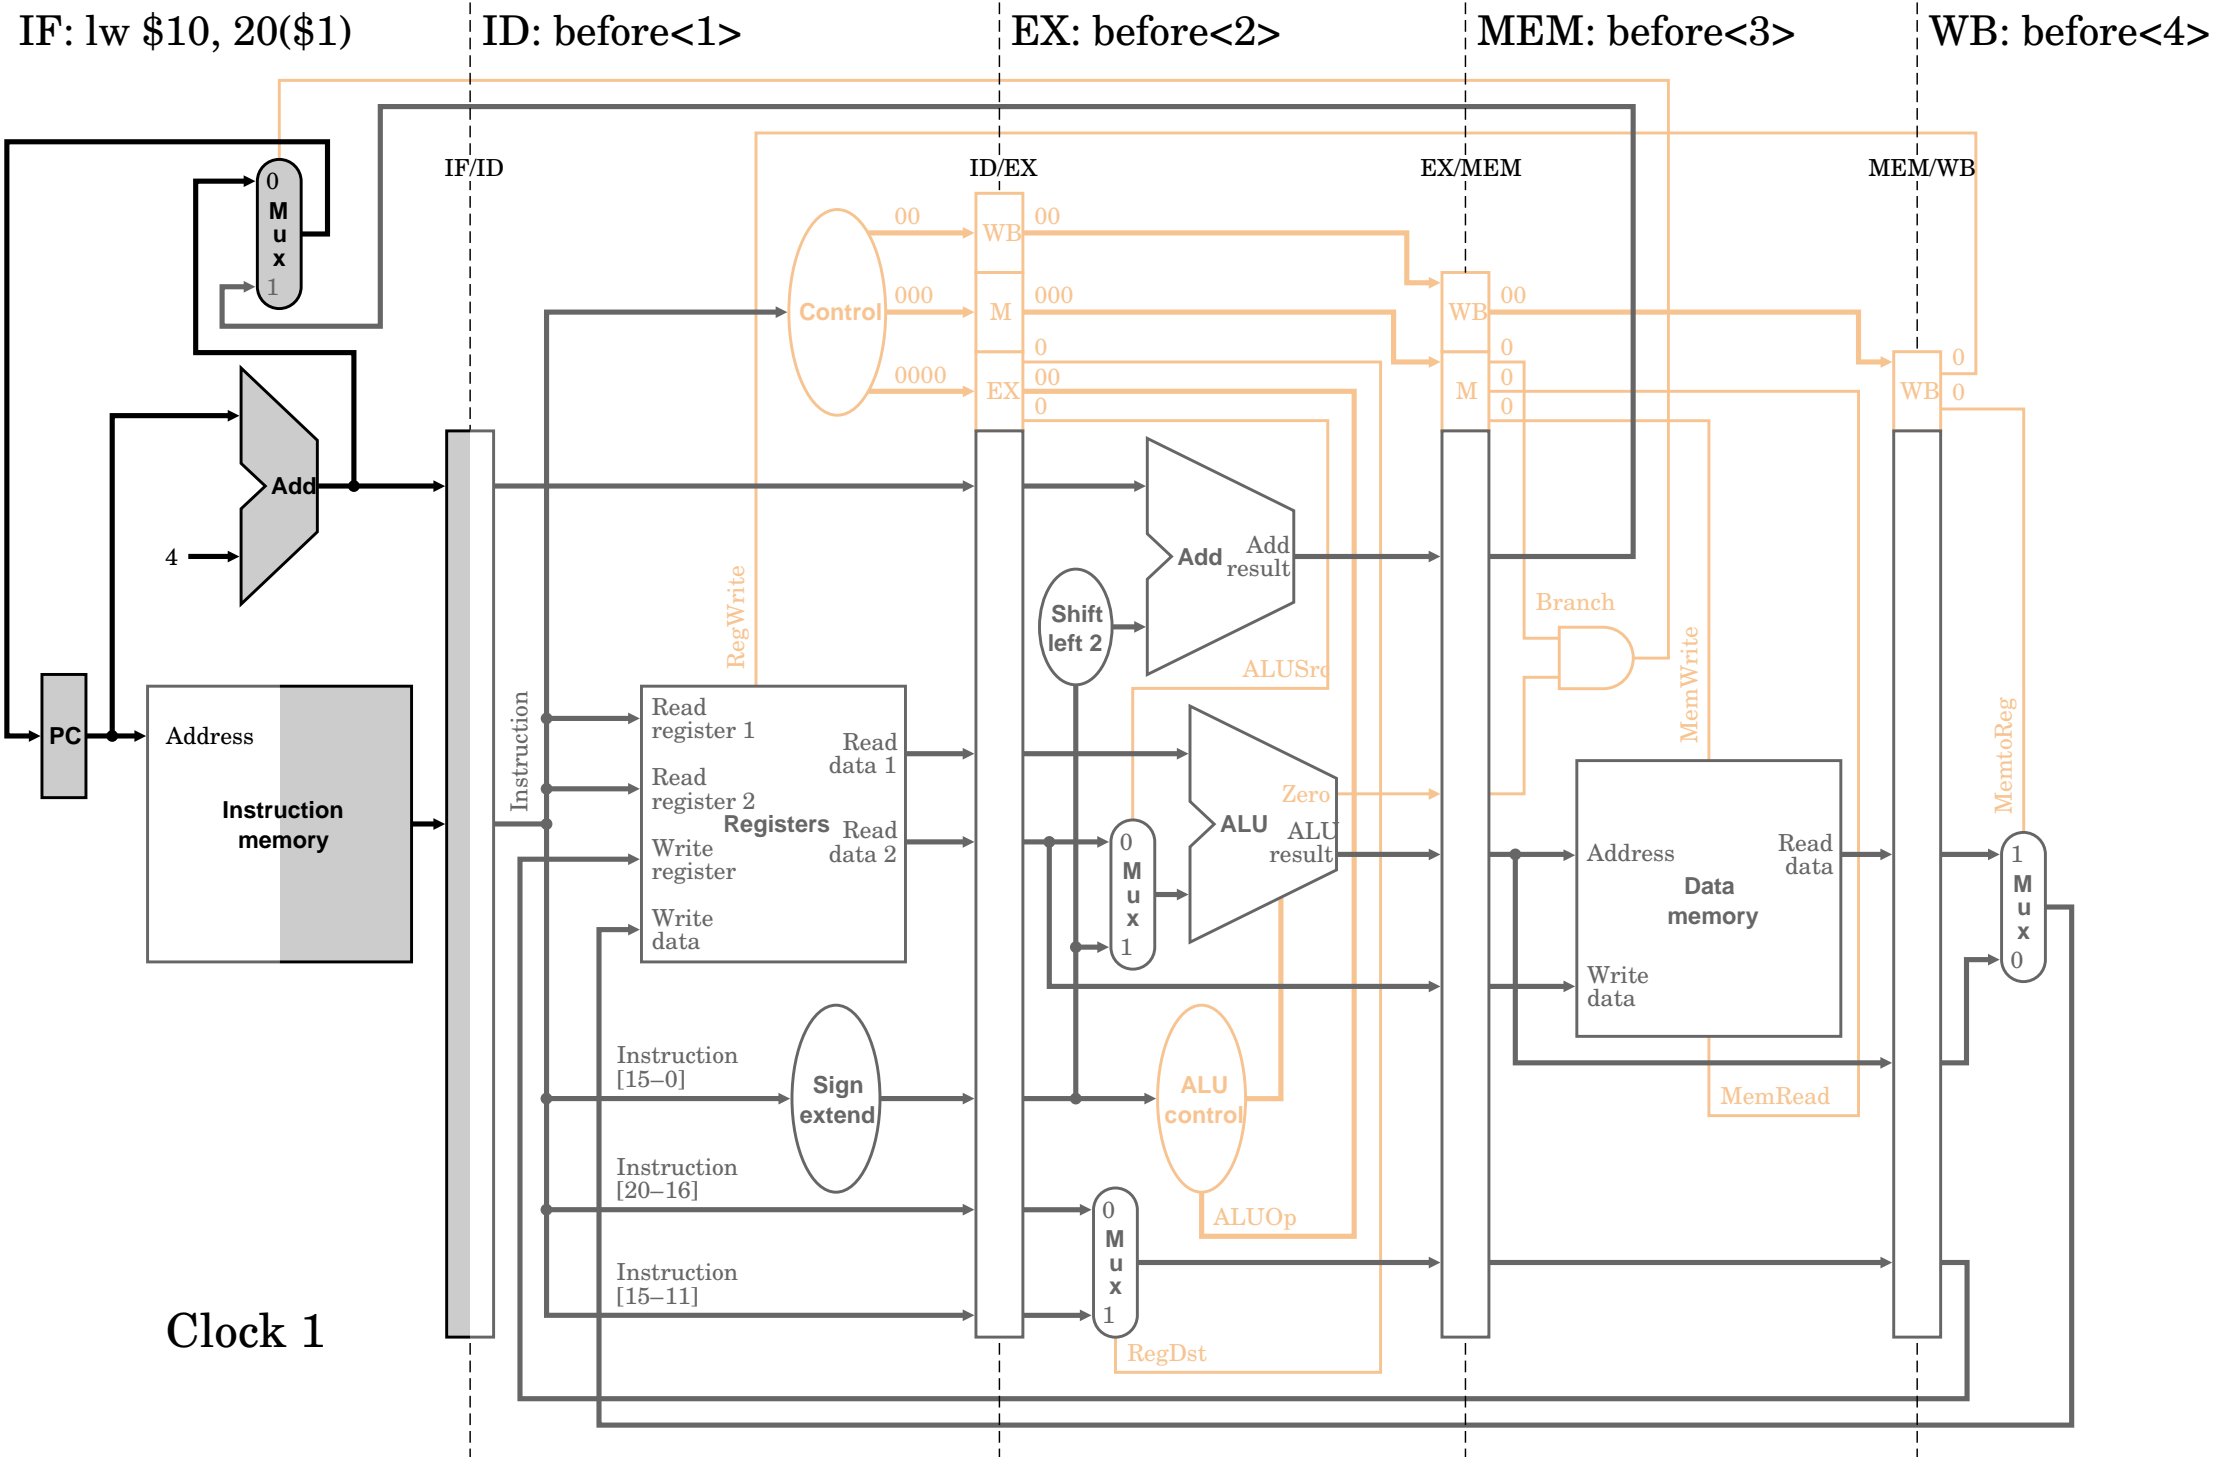 IF: lw $10, 20($1)
ID: before<1>
EX: before<2>
MEM: before<3>
WB: before<4>
IF/ID
ID/EX
EX/MEM
MEM/WB
0
M
u
x
1
Add
4
PC
Address
Instruction
memory
Instruction
Control
00
000
0000
WB
M
EX
00
000
0
00
0
WB
M
00
0
0
0
WB
0
0
RegWrite
Read
register 1
Read
register 2
Registers
Write
register
Write
data
Read
data 1
Read
data 2
Instruction
[15–0]
Sign
extend
Instruction
[20–16]
Instruction
[15–11]
Shift
left 2
Add
Add
result
ALUSrc
0
M
u
x
1
ALU
Zero
ALU
result
ALU
control
ALUOp
0
M
u
x
1
RegDst
Branch
MemWrite
Address
Read
data
Data
memory
Write
data
MemRead
MemtoReg
1
M
u
x
0
Clock 1